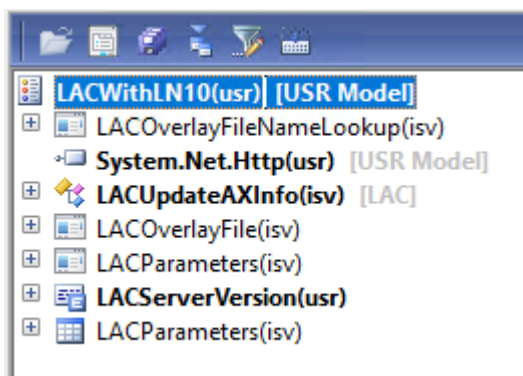 LACWithLN10(usr) [USR Model]
LACOverlayFileNameLookup(isv)
System.Net.Http(usr) [USR Model]
LACUpdateAXInfo(isv) [LAC]
LACOverlayFile(isv)
LACParameters(isv)
LACServerVersion(usr)
LACParameters(isv)